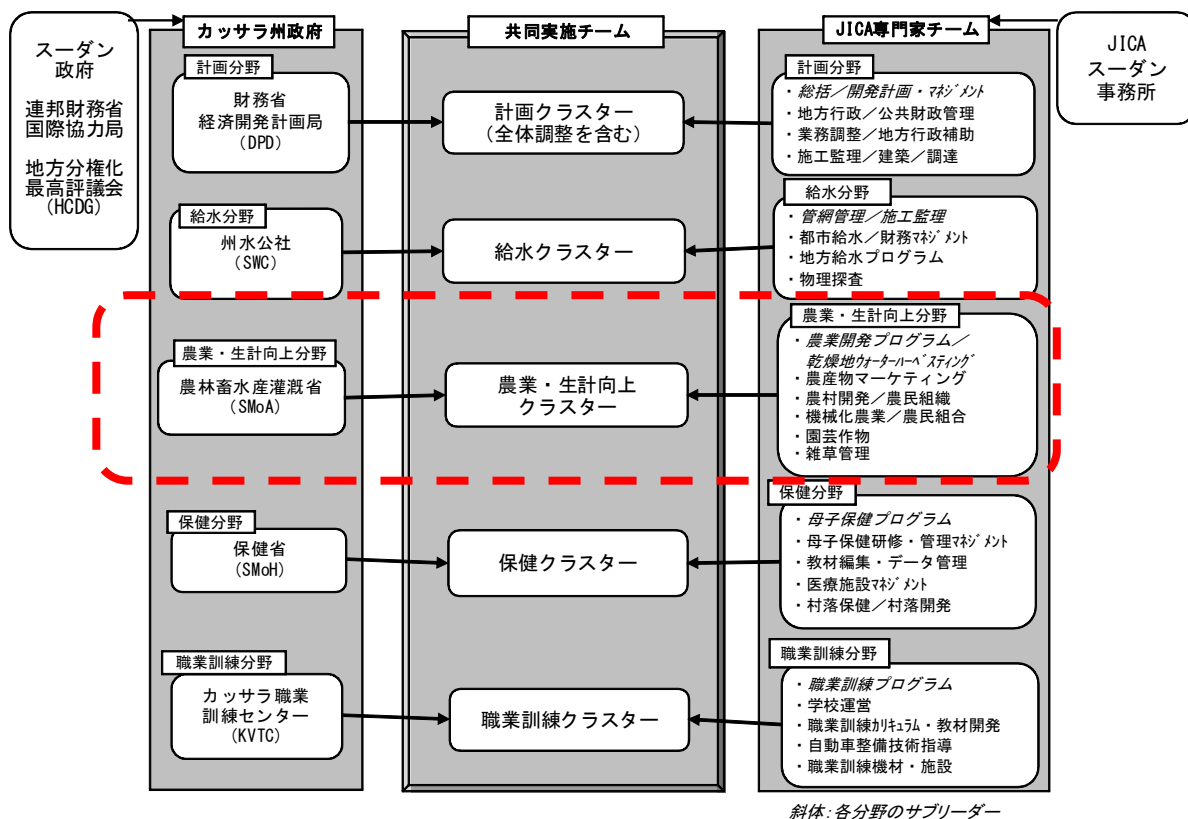 スーダン
政府
連邦財務省
国際協力局
地方分権化
最高評議会
(HCDG)
カッサラ州政府
計画分野
財務省
経済開発計画局
(DPD)
給水分野
州水公社
(SWC)
農業・生計向上分野
農林畜水産灌漑省
(SMoA)
保健分野
保健省
(SMoH)
職業訓練分野
カッサラ職業
訓練センター
(KVTC)
共同実施チーム
計画クラスター
(全体調整を含む)
給水クラスター
農業・生計向上
クラスター
保健クラスター
職業訓練クラスター
JICA専門家チーム
計画分野
・総括／開発計画・マネジメント
・地方行政／公共財政管理
・業務調整／地方行政補助
・施工監理／建築／調達
給水分野
・管網管理／施工監理
・都市給水／財務マネジメント
・地方給水プログラム
・物理探査
農業・生計向上分野
・農業開発プログラム／
乾燥地ウォーターハーベスティング
・農産物マーケティング
・農村開発／農民組織
・機械化農業／農民組合
・園芸作物
・雑草管理
保健分野
・母子保健プログラム
・母子保健研修・管理マネジメント
・教材編集・データ管理
・医療施設マネジメント
・村落保健／村落開発
職業訓練分野
・職業訓練プログラム
・学校運営
・職業訓練カリキュラム・教材開発
・自動車整備技術指導
・職業訓練機材・施設
JICA
スーダン
事務所
斜体：各分野のサブリーダー